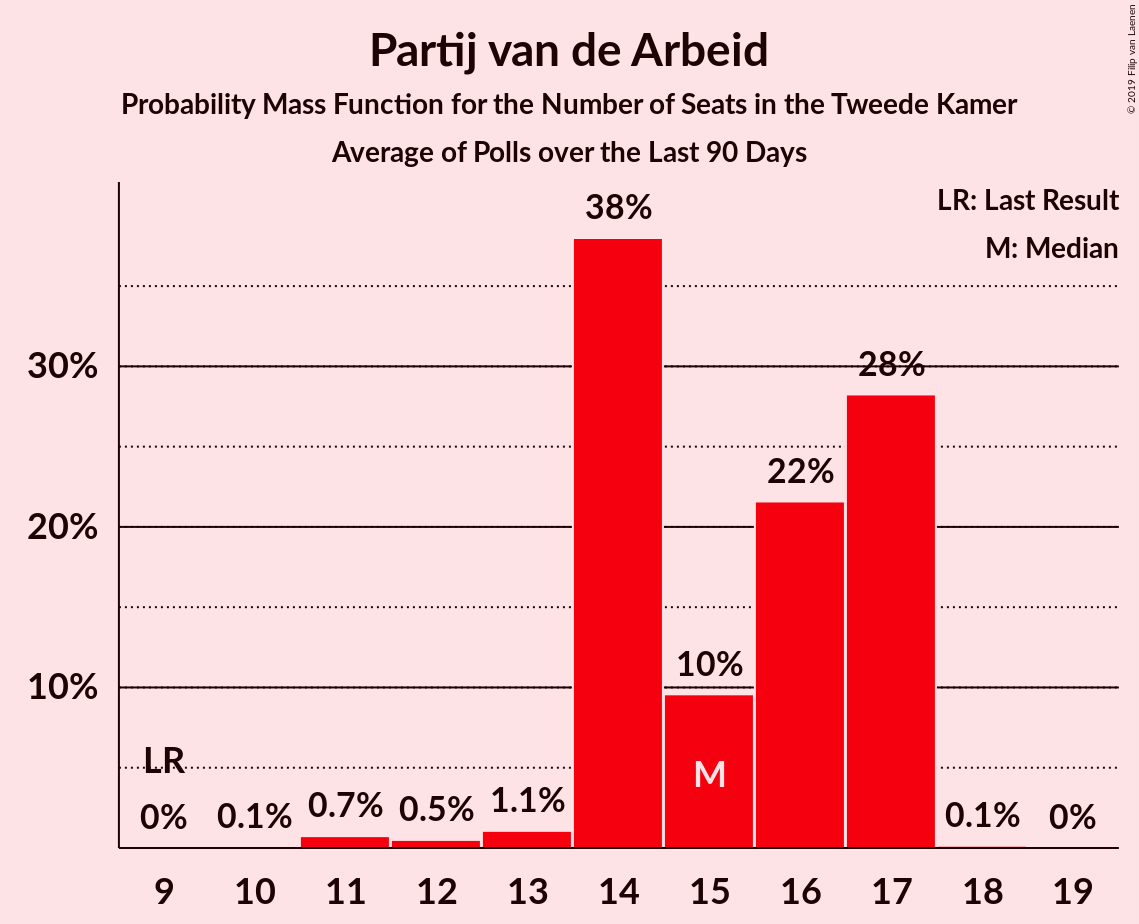 Partij van de Arbeid
Probability Mass Function for the Number of Seats in the Tweede Kamer
Average of Polls over the Last 90 Days
© 2019 Filip van Laenen
LR: Last Result
M: Median
38%
30%
28%
22%
20%
10%
10%
LR
M
0%
0.1%
0.7%
0.5%
1.1%
0.1%
0%
9 10 11 12 13 14 15 16 17 18 19